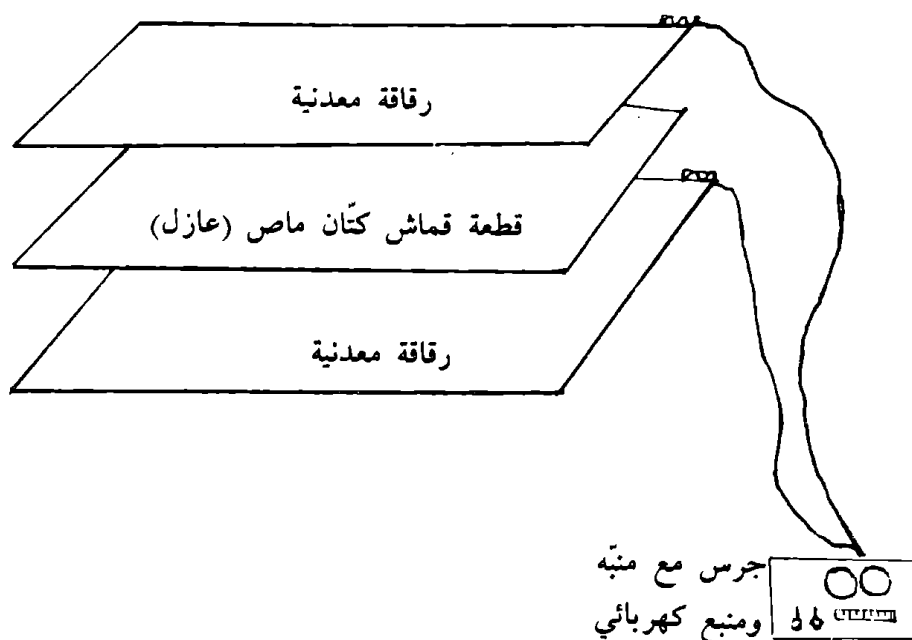 رقاقة معدنية
قطعة قماش كتّان ماص (عازل)
رقاقة معدنية
جرس مع منبّه
ومنبع كهربائي